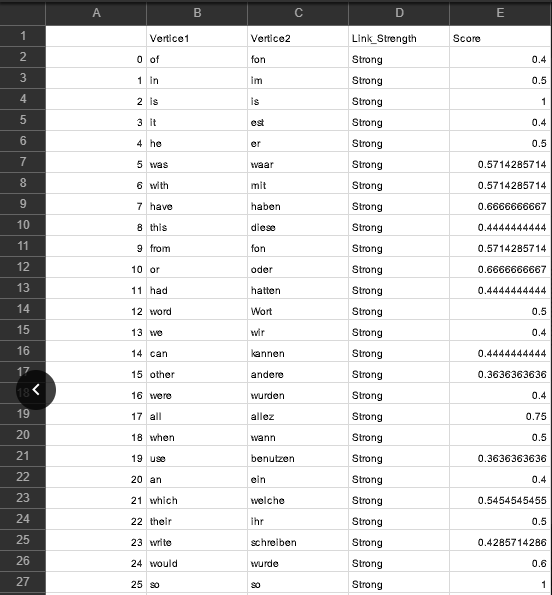 A B C D E
1 Vertice1 Vertice2 Link_Strength Score
2 0 of fon Strong 0.4
3 1 in im Strong 0.5
4 2 is is Strong 1
5 3 it est Strong 0.4
6 4 he er Strong 0.5
7 5 was waar Strong 0.5714285714
8 6 with mit Strong 0.5714285714
9 7 have haben Strong 0.6666666667
10 8 this diese Strong 0.4444444444
11 9 from fon Strong 0.5714285714
12 10 or oder Strong 0.6666666667
13 11 had hatten Strong 0.4444444444
14 12 word Wort Strong 0.5
15 13 we wir Strong 0.4
16 14 can kannen Strong 0.4444444444
17 15 other andere Strong 0.3636363636
18 16 were wurden Strong 0.4
19 17 all allez Strong 0.75
20 18 when wann Strong 0.5
21 19 use benutzen Strong 0.3636363636
22 20 an ein Strong 0.4
23 21 which welche Strong 0.5454545455
24 22 their ihr Strong 0.5
25 23 write schreiben Strong 0.4285714286
26 24 would wurde Strong 0.6
27 25 so so Strong 1